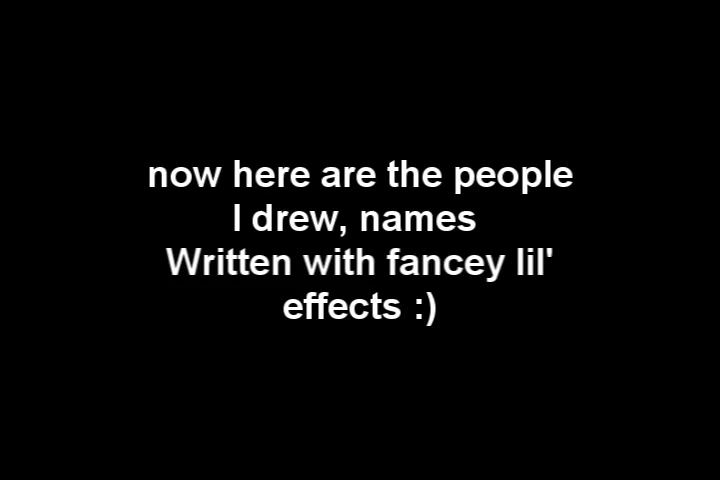 now here are the people
I drew, names
Written with fancey lil'
effects :)